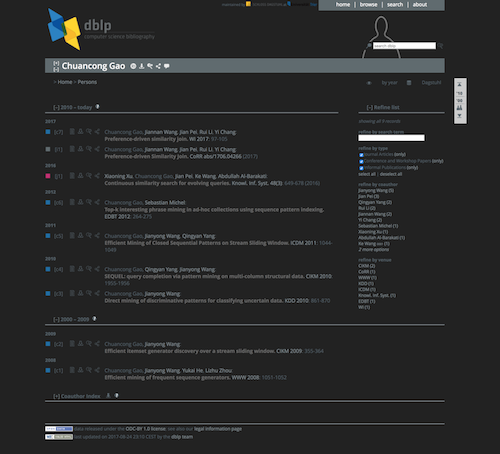 home | browse | search | about
dblp
computer science bibliography
search dblp
Chuancong Gao
> Home > Persons
by year
Dagstuhl
[–] 2010 – today
2017
[c7]
Chuancong Gao, Jiannan Wang, Jian Pei, Rui Li, Yi Chang:
Preference-driven similarity join. WI 2017: 97-105
[i1]
Chuancong Gao, Jiannan Wang, Jian Pei, Rui Li, Yi Chang:
Preference-driven Similarity Join. CoRR abs/1706.04266 (2017)
2016
[j1]
Xiaoning Xu, Chuancong Gao, Jian Pei, Ke Wang, Abdullah Al-Barakati:
Continuous similarity search for evolving queries. Knowl. Inf. Syst. 48(3): 649-678 (2016)
2012
[c6]
Chuancong Gao, Sebastian Michel:
Top-k interesting phrase mining in ad-hoc collections using sequence pattern indexing.
EDBT 2012: 264-275
2011
[c5]
Chuancong Gao, Jianyong Wang, Qingyan Yang:
Efficient Mining of Closed Sequential Patterns on Stream Sliding Window. ICDM 2011: 1044-
1049
2010
[c4]
Chuancong Gao, Qingyan Yang, Jianyong Wang:
SEQUEL: query completion via pattern mining on multi-column structural data. CIKM 2010:
1955-1956
[c3]
Chuancong Gao, Jianyong Wang:
Direct mining of discriminative patterns for classifying uncertain data. KDD 2010: 861-870
[–] 2000 – 2009
2009
[c2]
Chuancong Gao, Jianyong Wang:
Efficient itemset generator discovery over a stream sliding window. CIKM 2009: 355-364
2008
[c1]
Chuancong Gao, Jianyong Wang, Yukai He, Lizhu Zhou:
Efficient mining of frequent sequence generators. WWW 2008: 1051-1052
[+] Coauthor Index
[–] Refine list
showing all 9 records
refine by search term
refine by type
Journal Articles (only)
Conference and Workshop Papers (only)
Informal Publications (only)
select all | deselect all
refine by coauthor
Jianyong Wang (5)
Jian Pei (3)
Qingyan Yang (2)
Rui Li (2)
Jiannan Wang (2)
Yi Chang (2)
Sebastian Michel (1)
Xiaoning Xu (1)
Abdullah Al-Barakati (1)
Ke Wang (1)
2 more options
refine by venue
CIKM (2)
CoRR (1)
WWW (1)
KDD (1)
ICDM (1)
Knowl. Inf. Syst. (1)
EDBT (1)
WI (1)
data released under the ODC-BY 1.0 license; see also our legal information page
last updated on 2017-08-24 23:10 CEST by the dblp team